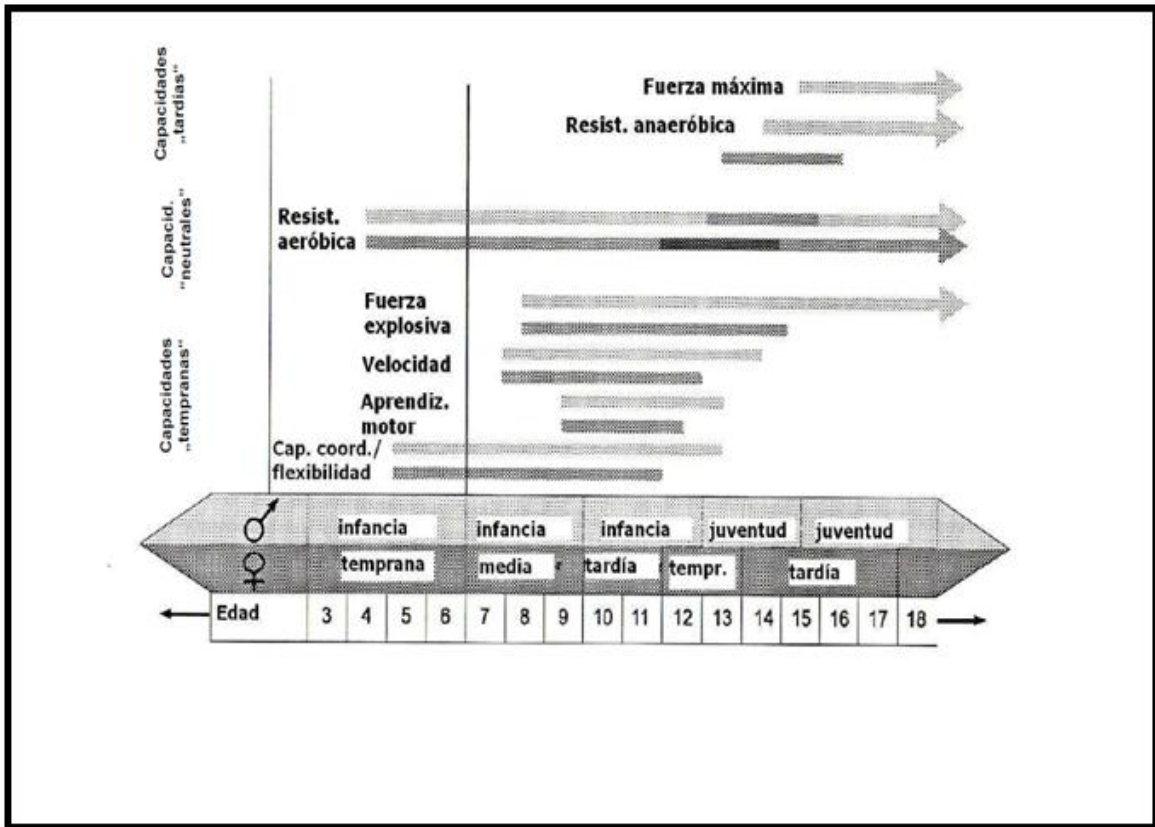 Capacidades
„tardías“
Capacid.
“neutrales”
Capacidades
„tempranas“
Fuerza máxima
Resist. anaeróbica
Resist.
aeróbica
Fuerza
explosiva
Velocidad
Aprendiz.
motor
Cap. coord./
flexibilidad
infancia infancia infancia juventud juventud
temprana media tardía tempr. tardía
Edad 3 4 5 6 7 8 9 10 11 12 13 14 15 16 17 18